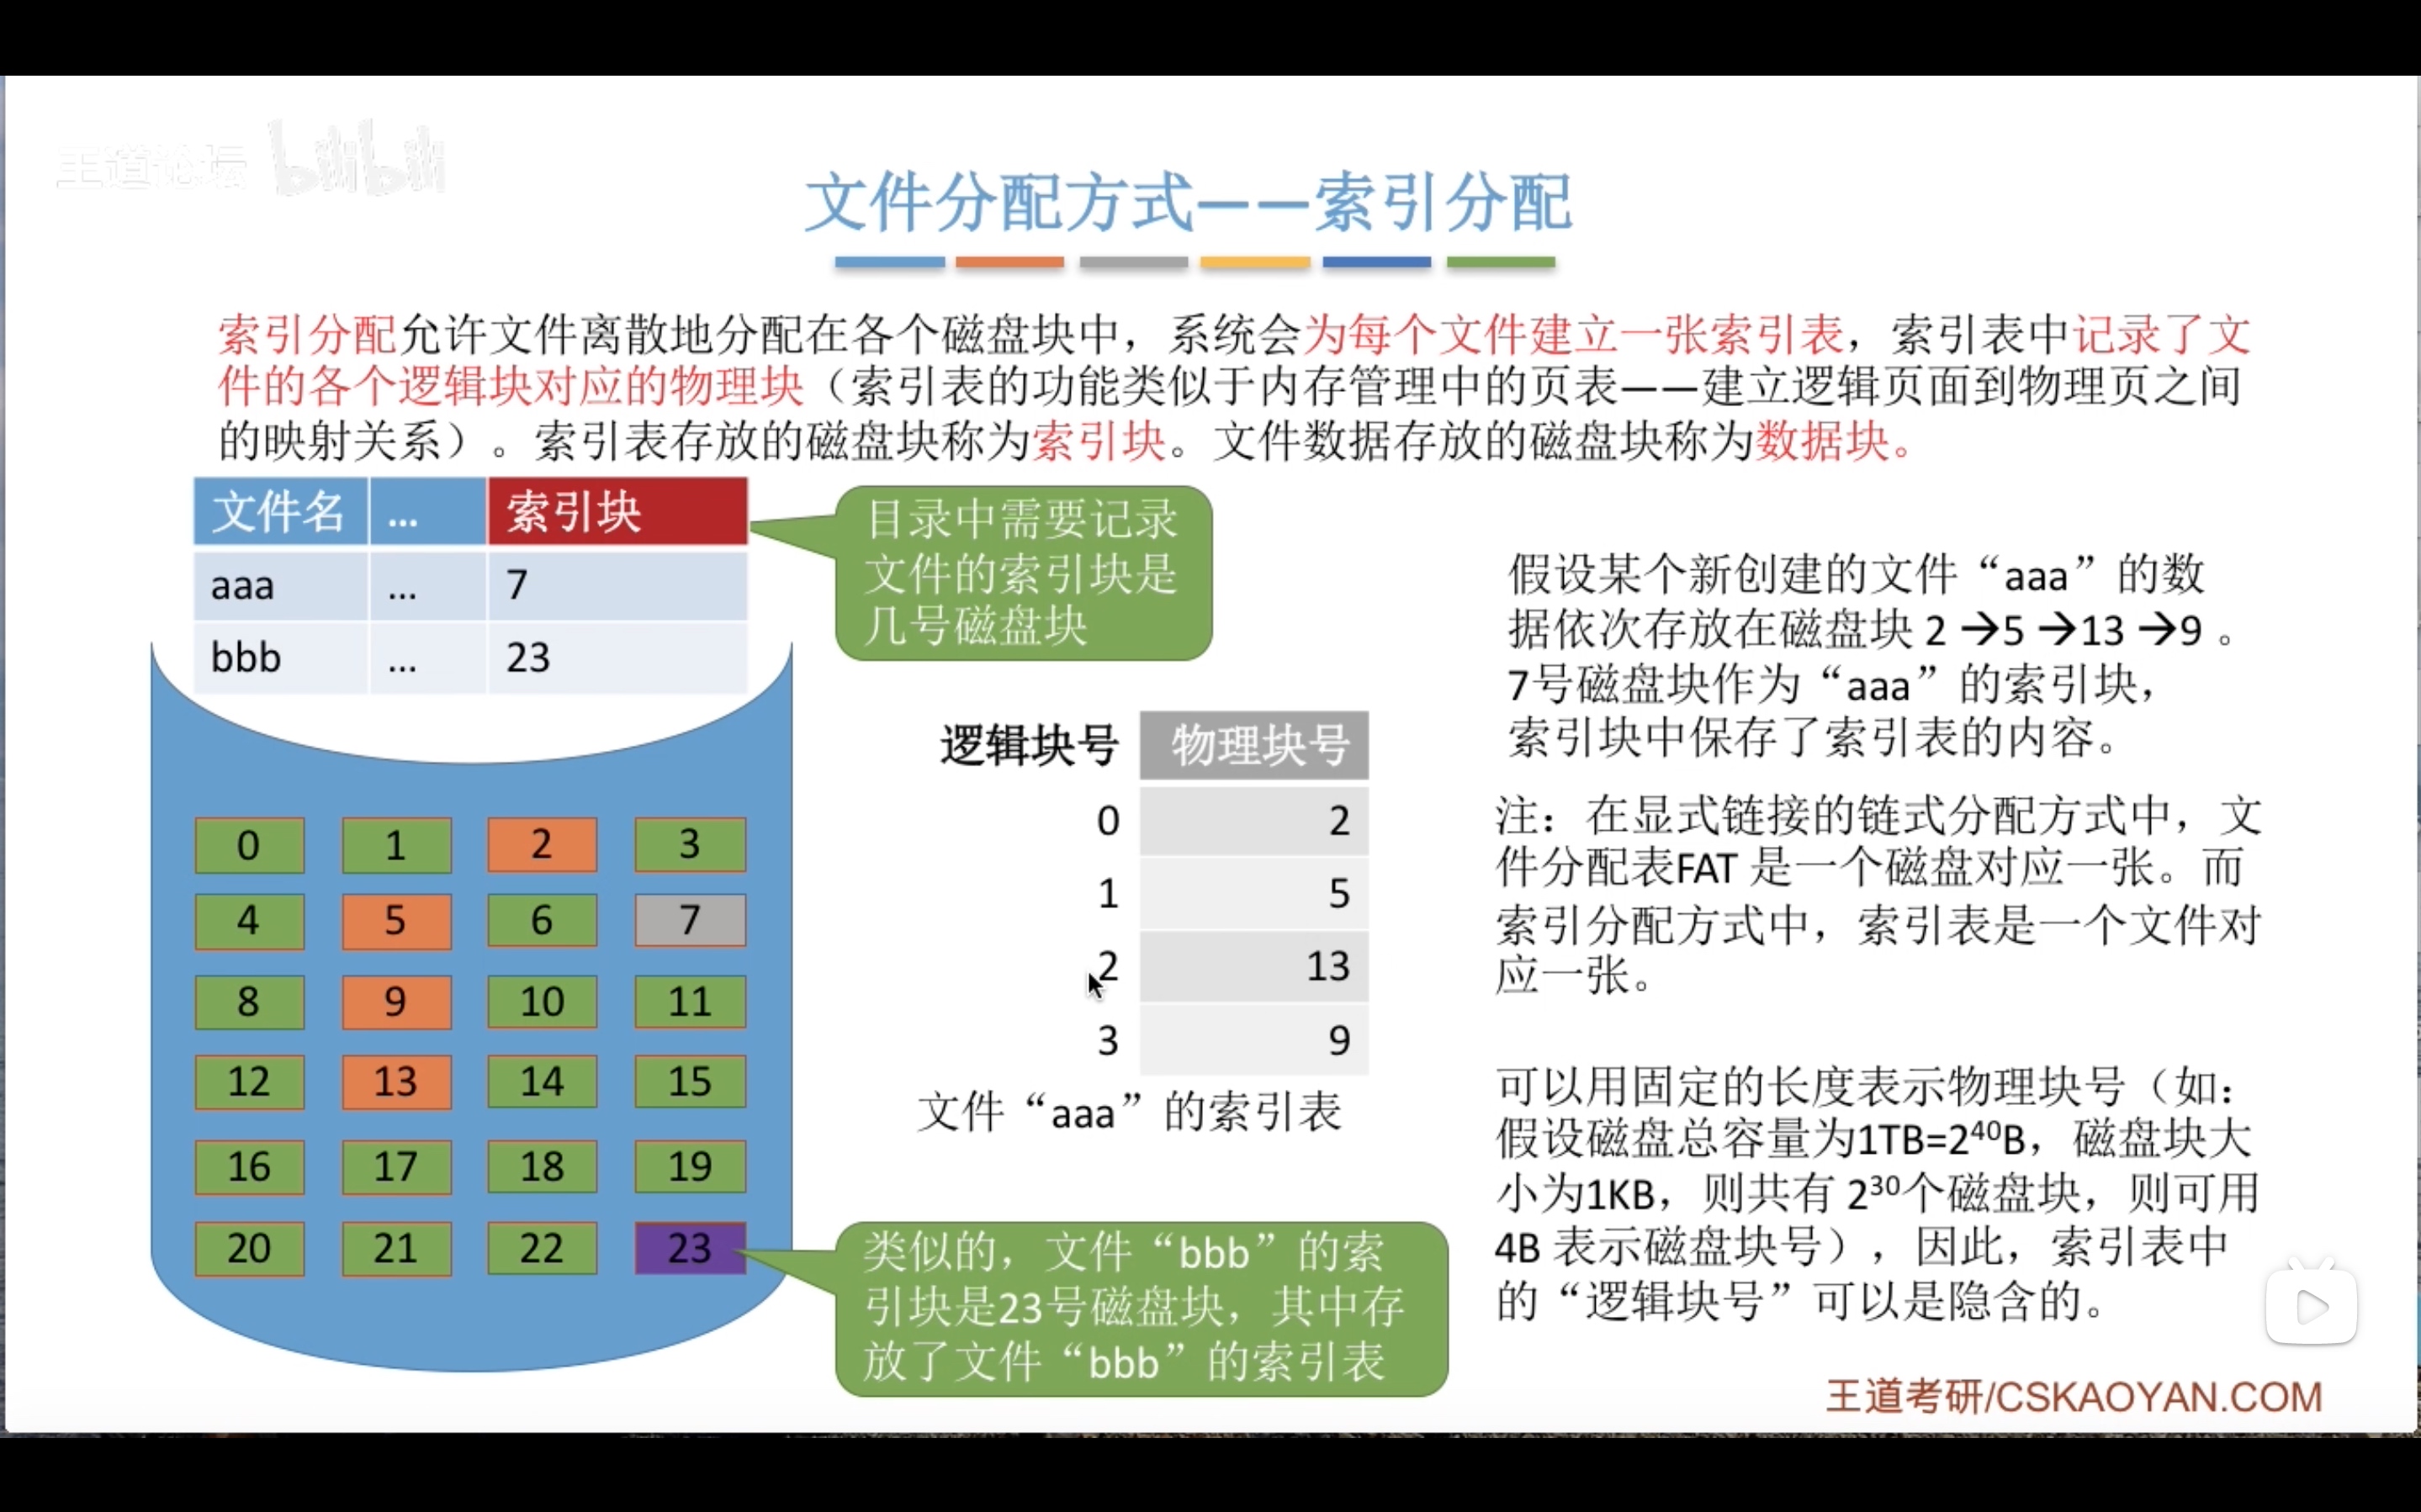 王道论坛 bilibili
文件分配方式——索引分配
索引分配允许文件离散地分配在各个磁盘块中，系统会为每个文件建立一张索引表，索引表中记录了文
件的各个逻辑块对应的物理块（索引表的功能类似于内存管理中的页表——建立逻辑页面到物理页之间
的映射关系）。索引表存放的磁盘块称为索引块。文件数据存放的磁盘块称为数据块。
文件名 ... 索引块
aaa ... 7
bbb ... 23
目录中需要记录
文件的索引块是
几号磁盘块
0 1 2 3
4 5 6 7
8 9 10 11
12 13 14 15
16 17 18 19
20 21 22 23
逻辑块号 物理块号
0 2
1 5
2 13
3 9
文件“aaa”的索引表
类似的，文件“bbb”的索
引块是23号磁盘块，其中存
放了文件“bbb”的索引表
假设某个新创建的文件“aaa”的数
据依次存放在磁盘块 2 →5 →13 →9 。
7号磁盘块作为“aaa”的索引块，
索引块中保存了索引表的内容。
注：在显式链接的链式分配方式中，文
件分配表FAT 是一个磁盘对应一张。而
索引分配方式中，索引表是一个文件对
应一张。
可以用固定的长度表示物理块号（如：
假设磁盘总容量为1TB=2⁴⁰B，磁盘块大
小为1KB，则共有 2³⁰个磁盘块，则可用
4B 表示磁盘块号），因此，索引表中
的“逻辑块号”可以是隐含的。
王道考研/CSKAOYAN.COM